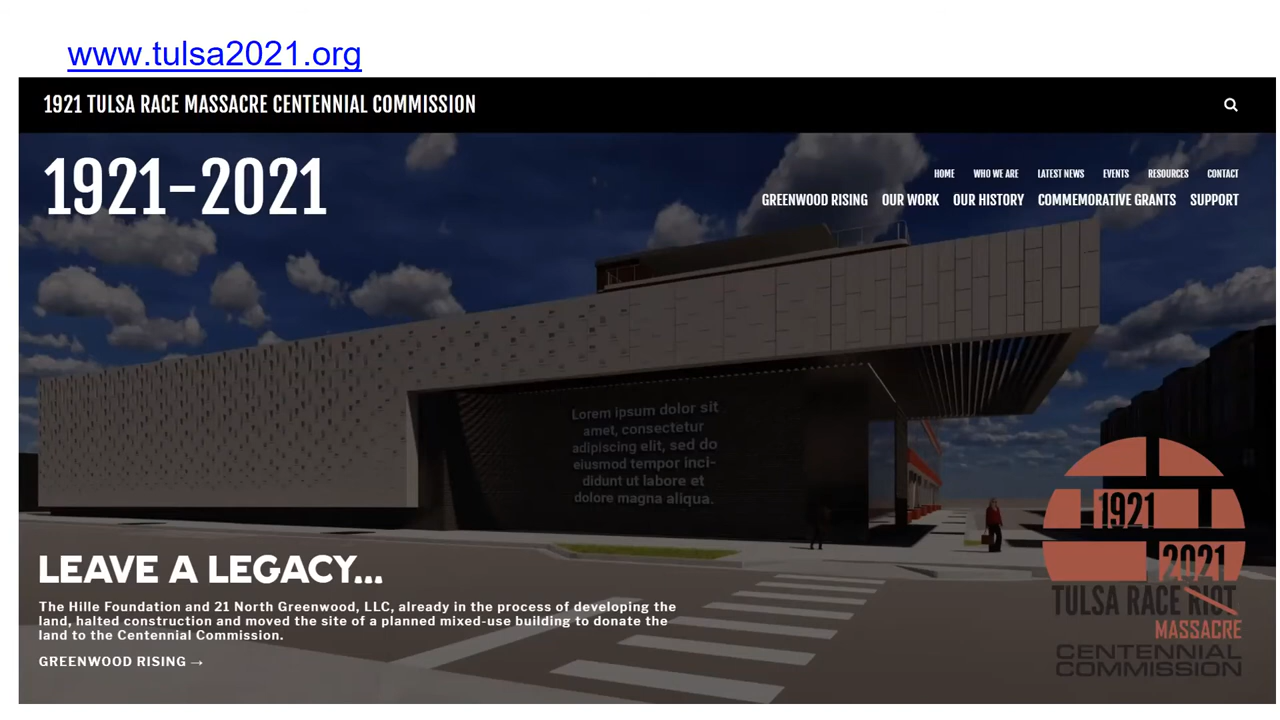 www.tulsa2021.org
1921 TULSA RACE MASSACRE CENTENNIAL COMMISSION
1921-2021
HOME WHO WE ARE LATEST NEWS EVENTS RESOURCES CONTACT
GREENWOOD RISING OUR WORK OUR HISTORY COMMEMORATIVE GRANTS SUPPORT
Lorem ipsum dolor sit
amet, consectetur
adipiscing elit, sed do
eiusmod tempor inci-
didunt ut labore et
dolore magna aliqua.
LEAVE A LEGACY...
The Hille Foundation and 21 North Greenwood, LLC, already in the process of developing the
land, halted construction and moved the site of a planned mixed-use building to donate the
land to the Centennial Commission.
GREENWOOD RISING →
1921
2021
TULSA RACE RIOT
MASSACRE
CENTENNIAL
COMMISSION